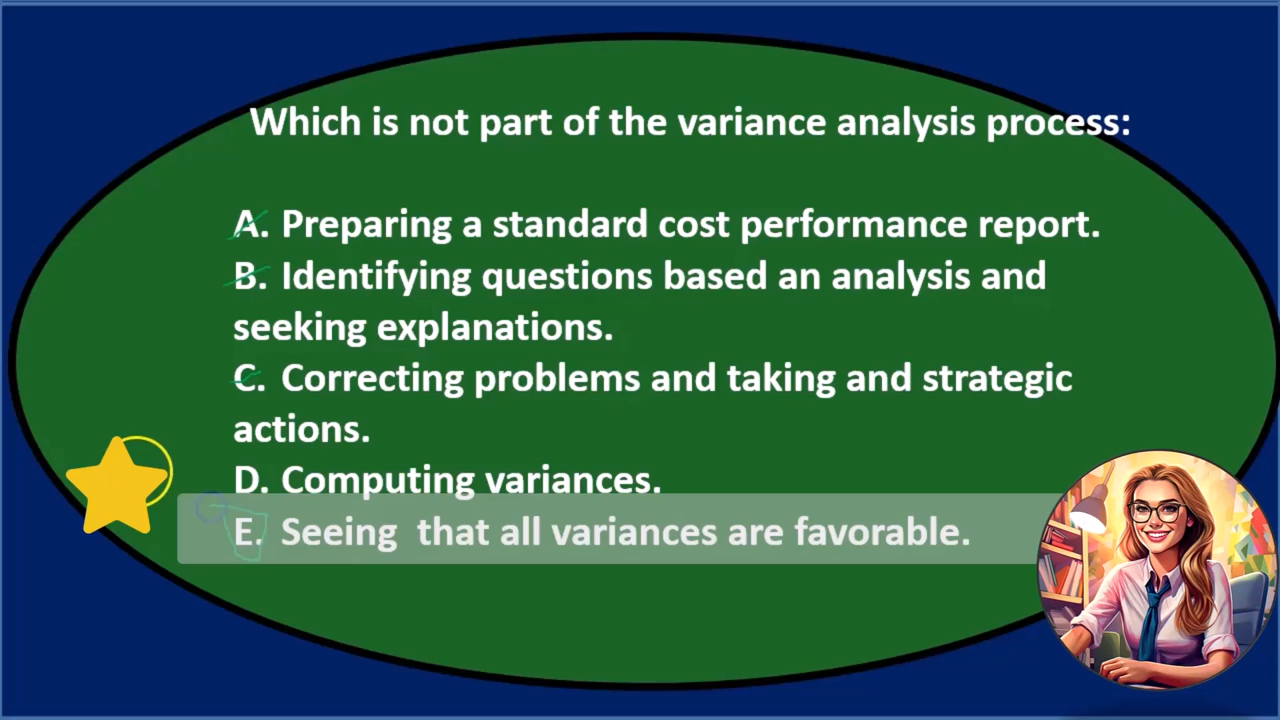 Which is not part of the variance analysis process:
A. Preparing a standard cost performance report.
B. Identifying questions based an analysis and
seeking explanations.
C. Correcting problems and taking and strategic
actions.
D. Computing variances.
E. Seeing that all variances are favorable.